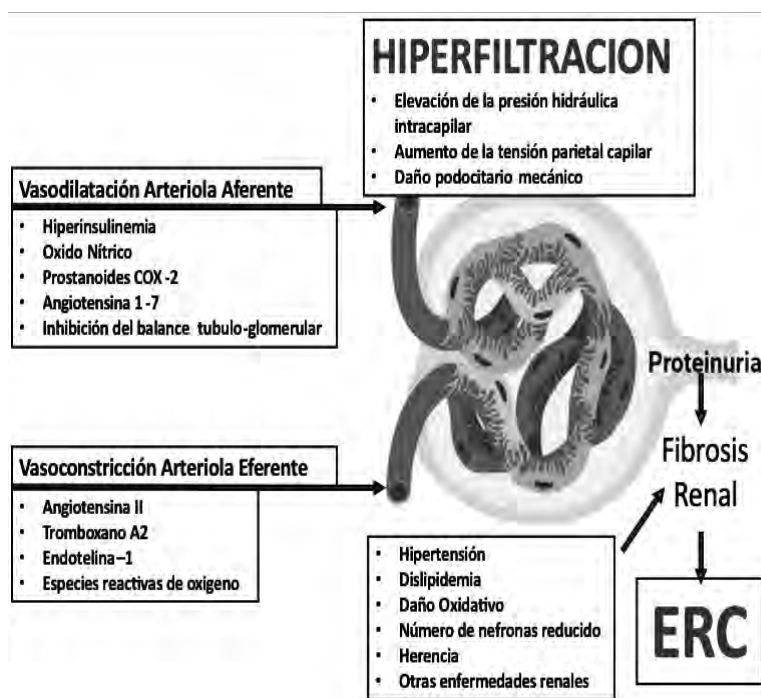 HIPERFILTRACION
• Elevación de la presión hidráulica
intracapilar
• Aumento de la tensión parietal capilar
• Daño podocitario mecánico
Vasodilatación Arteriola Aferente
• Hiperinsulinemia
• Oxido Nítrico
• Prostanoides COX -2
• Angiotensina 1 -7
• Inhibición del balance tubulo-glomerular
Proteinuria
Fibrosis
Renal
Vasoconstricción Arteriola Eferente
• Angiotensina II
• Tromboxano A2
• Endotelina–1
• Especies reactivas de oxigeno
• Hipertensión
• Dislipidemia
• Daño Oxidativo
• Número de nefronas reducido
• Herencia
• Otras enfermedades renales
ERC